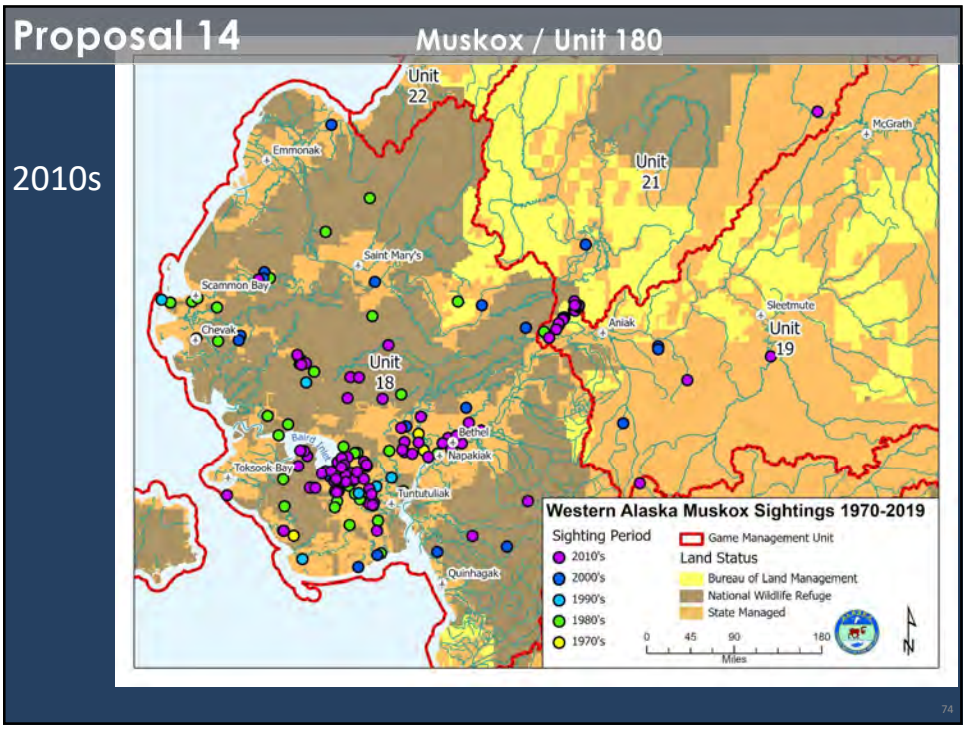 Proposal 14
Muskox / Unit 180
2010s
Unit
22
McGrath
Emmonak
Unit
21
Saint Mary's
Scammon Bay
Sleetmute
Aniak
Chevak
Unit
19
Unit
18
Bethel
Baird Inlet
Napakiak
Toksook Bay
Tuntutuliak
Quinhagak
Western Alaska Muskox Sightings 1970-2019
Sighting Period
2010's
2000's
1990's
1980's
1970's
Game Management Unit
Land Status
Bureau of Land Management
National Wildlife Refuge
State Managed
0 45 90 180
Miles
N
74